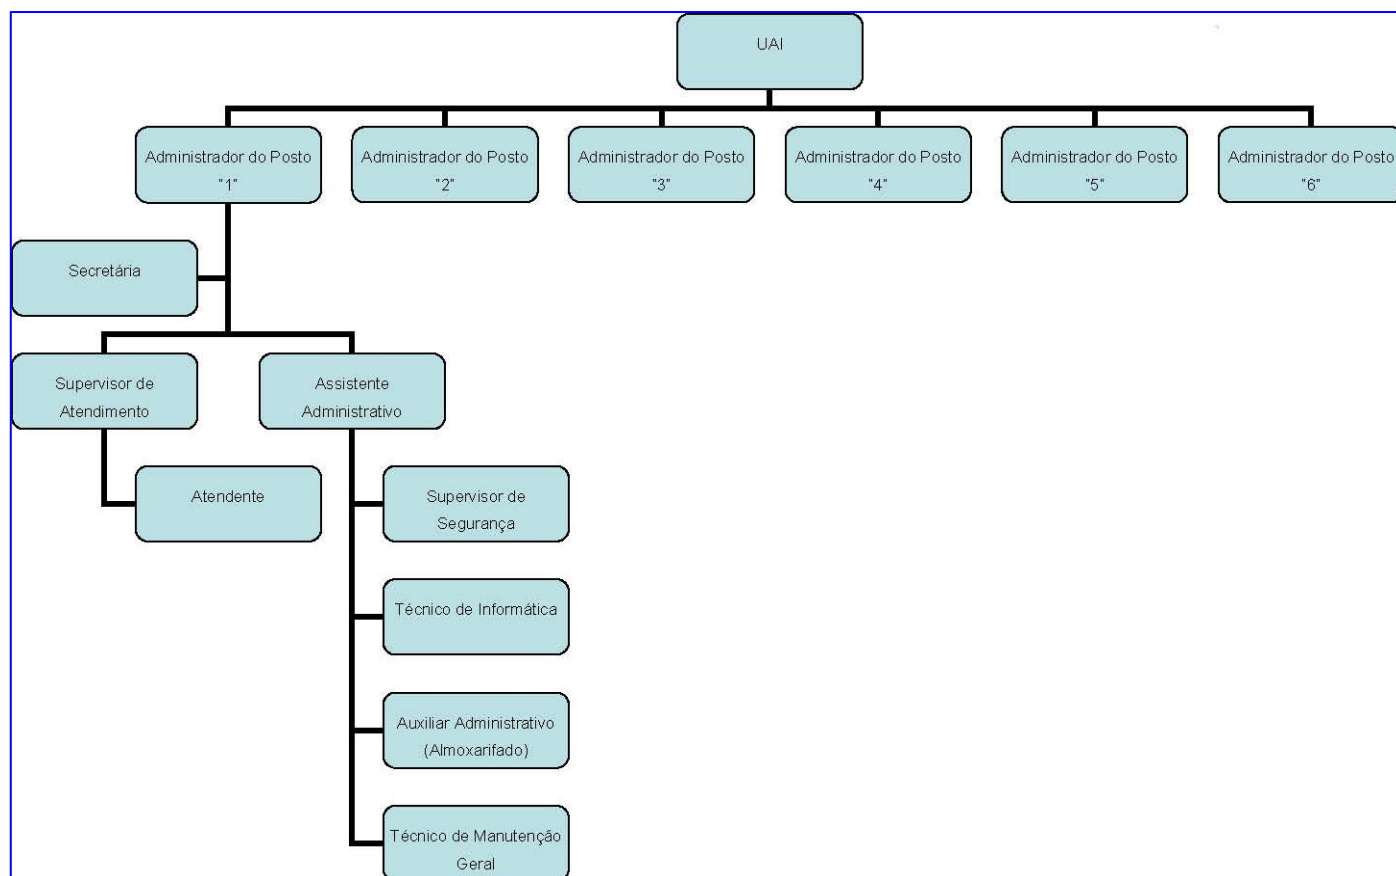 UAI
Administrador do Posto
"1"
Administrador do Posto
"2"
Administrador do Posto
"3"
Administrador do Posto
"4"
Administrador do Posto
"5"
Administrador do Posto
"6"
Secretária
Supervisor de
Atendimento
Assistente
Administrativo
Atendente
Supervisor de
Segurança
Técnico de Informática
Auxiliar Administrativo
(Almoxarifado)
Técnico de Manutenção
Geral